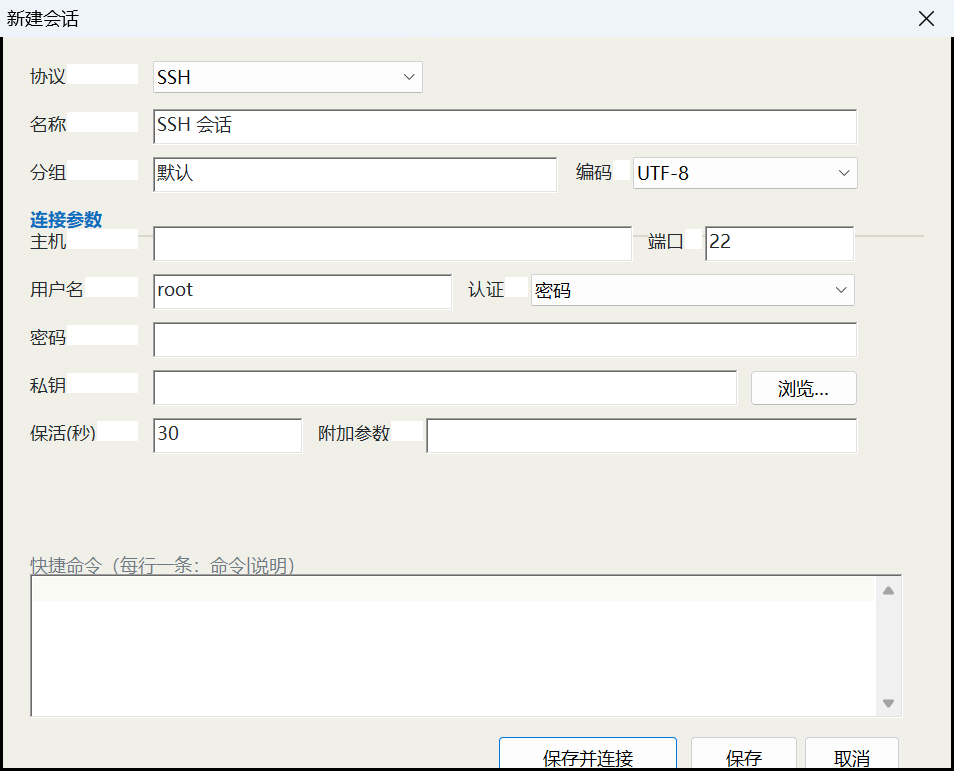 新建会话
协议 SSH
名称 SSH 会话
分组 默认 编码 UTF-8
连接参数
主机 端口 22
用户名 root 认证 密码
密码
私钥 浏览...
保活(秒) 30 附加参数
快捷命令（每行一条：命令|说明）
保存并连接 保存 取消